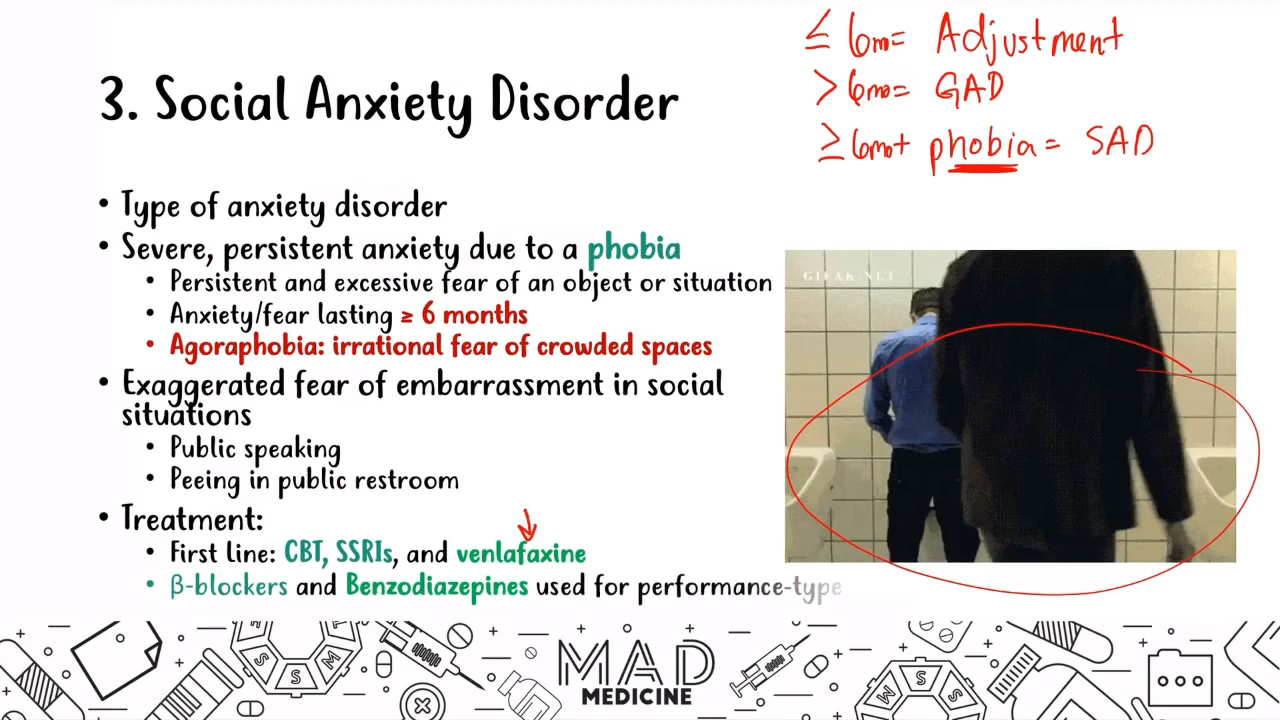 ≤ 6mo= Adjustment
> 6mo= GAD
≥ 6mo+ phobia = SAD
3. Social Anxiety Disorder
• Type of anxiety disorder
• Severe, persistent anxiety due to a phobia
• Persistent and excessive fear of an object or situation
• Anxiety/fear lasting ≥ 6 months
• Agoraphobia: irrational fear of crowded spaces
• Exaggerated fear of embarrassment in social
situations
• Public speaking
• Peeing in public restroom
• Treatment:
• First Line: CBT, SSRIs, and venlafaxine
• β-blockers and Benzodiazepines used for performance-type
GIFAK.NET
MAD
MEDICINE
S
S
M
M
S
S